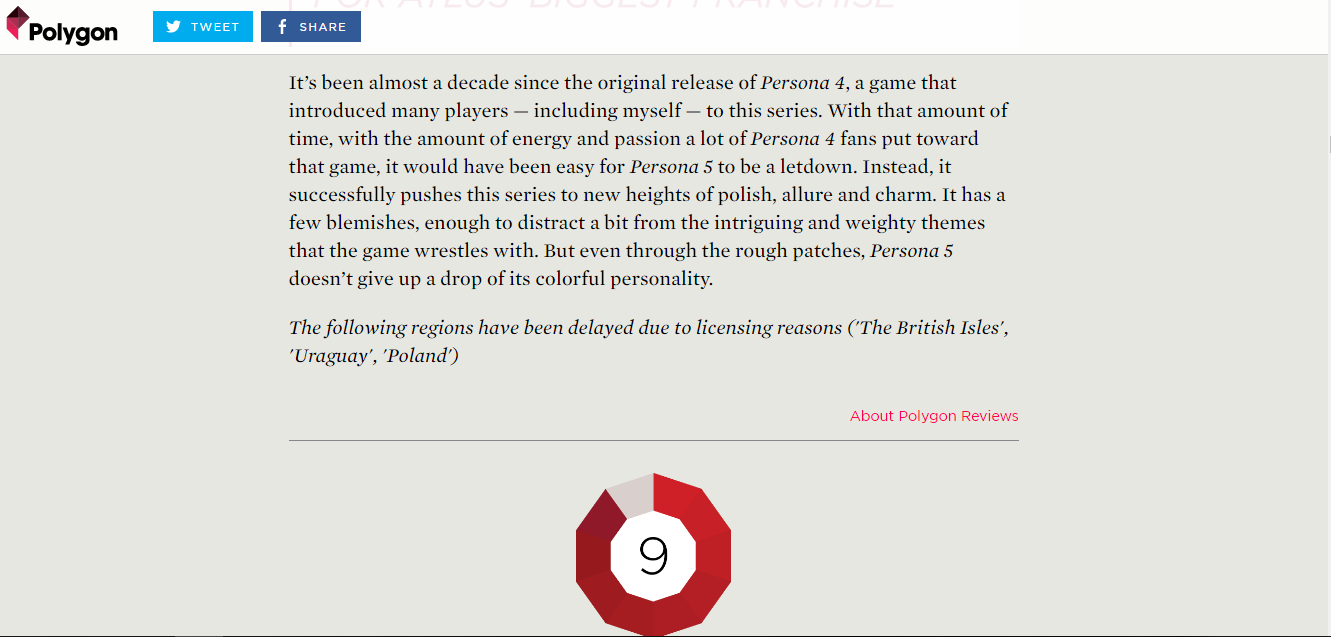 FOR ATLUS' BIGGEST FRANCHISE
Polygon
TWEET
SHARE
It’s been almost a decade since the original release of Persona 4, a game that
introduced many players — including myself — to this series. With that amount of
time, with the amount of energy and passion a lot of Persona 4 fans put toward
that game, it would have been easy for Persona 5 to be a letdown. Instead, it
successfully pushes this series to new heights of polish, allure and charm. It has a
few blemishes, enough to distract a bit from the intriguing and weighty themes
that the game wrestles with. But even through the rough patches, Persona 5
doesn’t give up a drop of its colorful personality.
The following regions have been delayed due to licensing reasons ('The British Isles',
'Uraguay', 'Poland')
About Polygon Reviews
9